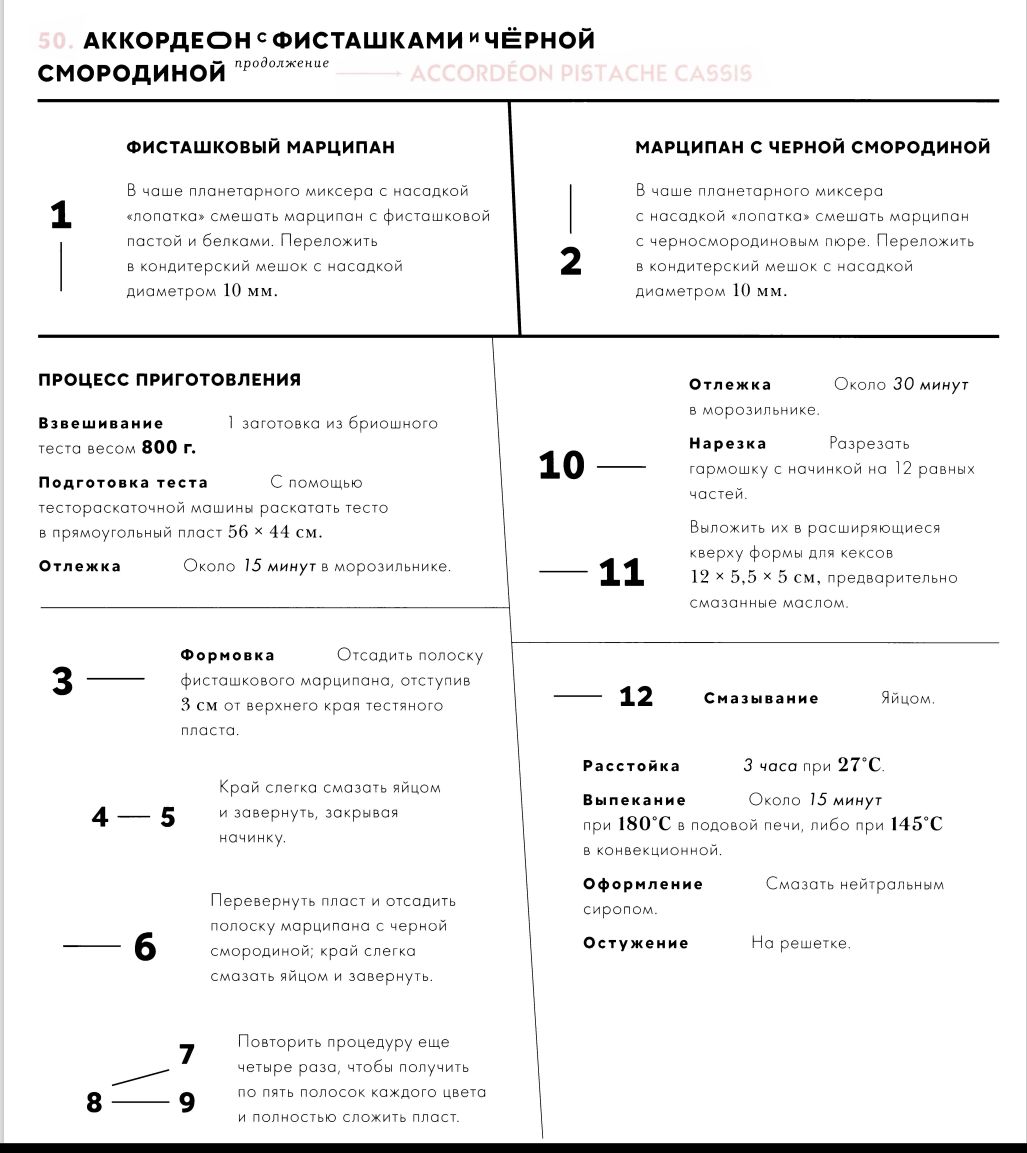 50. АККОРДЕОН С ФИСТАШКАМИ И ЧЁРНОЙ
СМОРОДИНОЙ продолжение ACCORDÉON PISTACHE CASSIS
ФИСТАШКОВЫЙ МАРЦИПАН
1
В чаше планетарного миксера с насадкой
«лопатка» смешать марципан с фисташковой
пастой и белками. Переложить
в кондитерский мешок с насадкой
диаметром 10 мм.
МАРЦИПАН С ЧЕРНОЙ СМОРОДИНОЙ
2
В чаше планетарного миксера
с насадкой «лопатка» смешать марципан
с черносмородиновым пюре. Переложить
в кондитерский мешок с насадкой
диаметром 10 мм.
ПРОЦЕСС ПРИГОТОВЛЕНИЯ
Взвешивание 1 заготовка из бриошного
теста весом 800 г.
Подготовка теста С помощью
тестораскаточной машины раскатать тесто
в прямоугольный пласт 56 × 44 см.
Отлежка Около 15 минут в морозильнике.
3
Формовка Отсадить полоску
фисташкового марципана, отступив
3 см от верхнего края тестяного
пласта.
4 — 5
Край слегка смазать яйцом
и завернуть, закрывая
начинку.
6
Перевернуть пласт и отсадить
полоску марципана с черной
смородиной; край слегка
смазать яйцом и завернуть.
7
8 — 9
Повторить процедуру еще
четыре раза, чтобы получить
по пять полосок каждого цвета
и полностью сложить пласт.
Отлежка Около 30 минут
в морозильнике.
10
Нарезка Разрезать
гармошку с начинкой на 12 равных
частей.
11
Выложить их в расширяющиеся
кверху формы для кексов
12 × 5,5 × 5 см, предварительно
смазанные маслом.
12 Смазывание Яйцом.
Расстойка 3 часа при 27°C.
Выпекание Около 15 минут
при 180°C в подовой печи, либо при 145°C
в конвекционной.
Оформление Смазать нейтральным
сиропом.
Остужение На решетке.